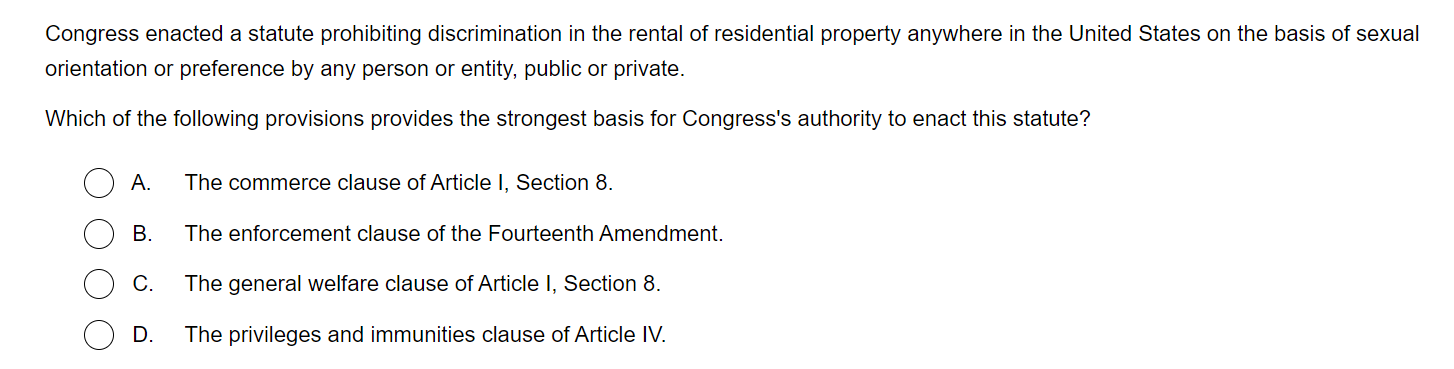 Congress enacted a statute prohibiting discrimination in the rental of residential property anywhere in the United States on the basis of sexual
orientation or preference by any person or entity, public or private.
Which of the following provisions provides the strongest basis for Congress's authority to enact this statute?
A. The commerce clause of Article I, Section 8.
B. The enforcement clause of the Fourteenth Amendment.
C. The general welfare clause of Article I, Section 8.
D. The privileges and immunities clause of Article IV.